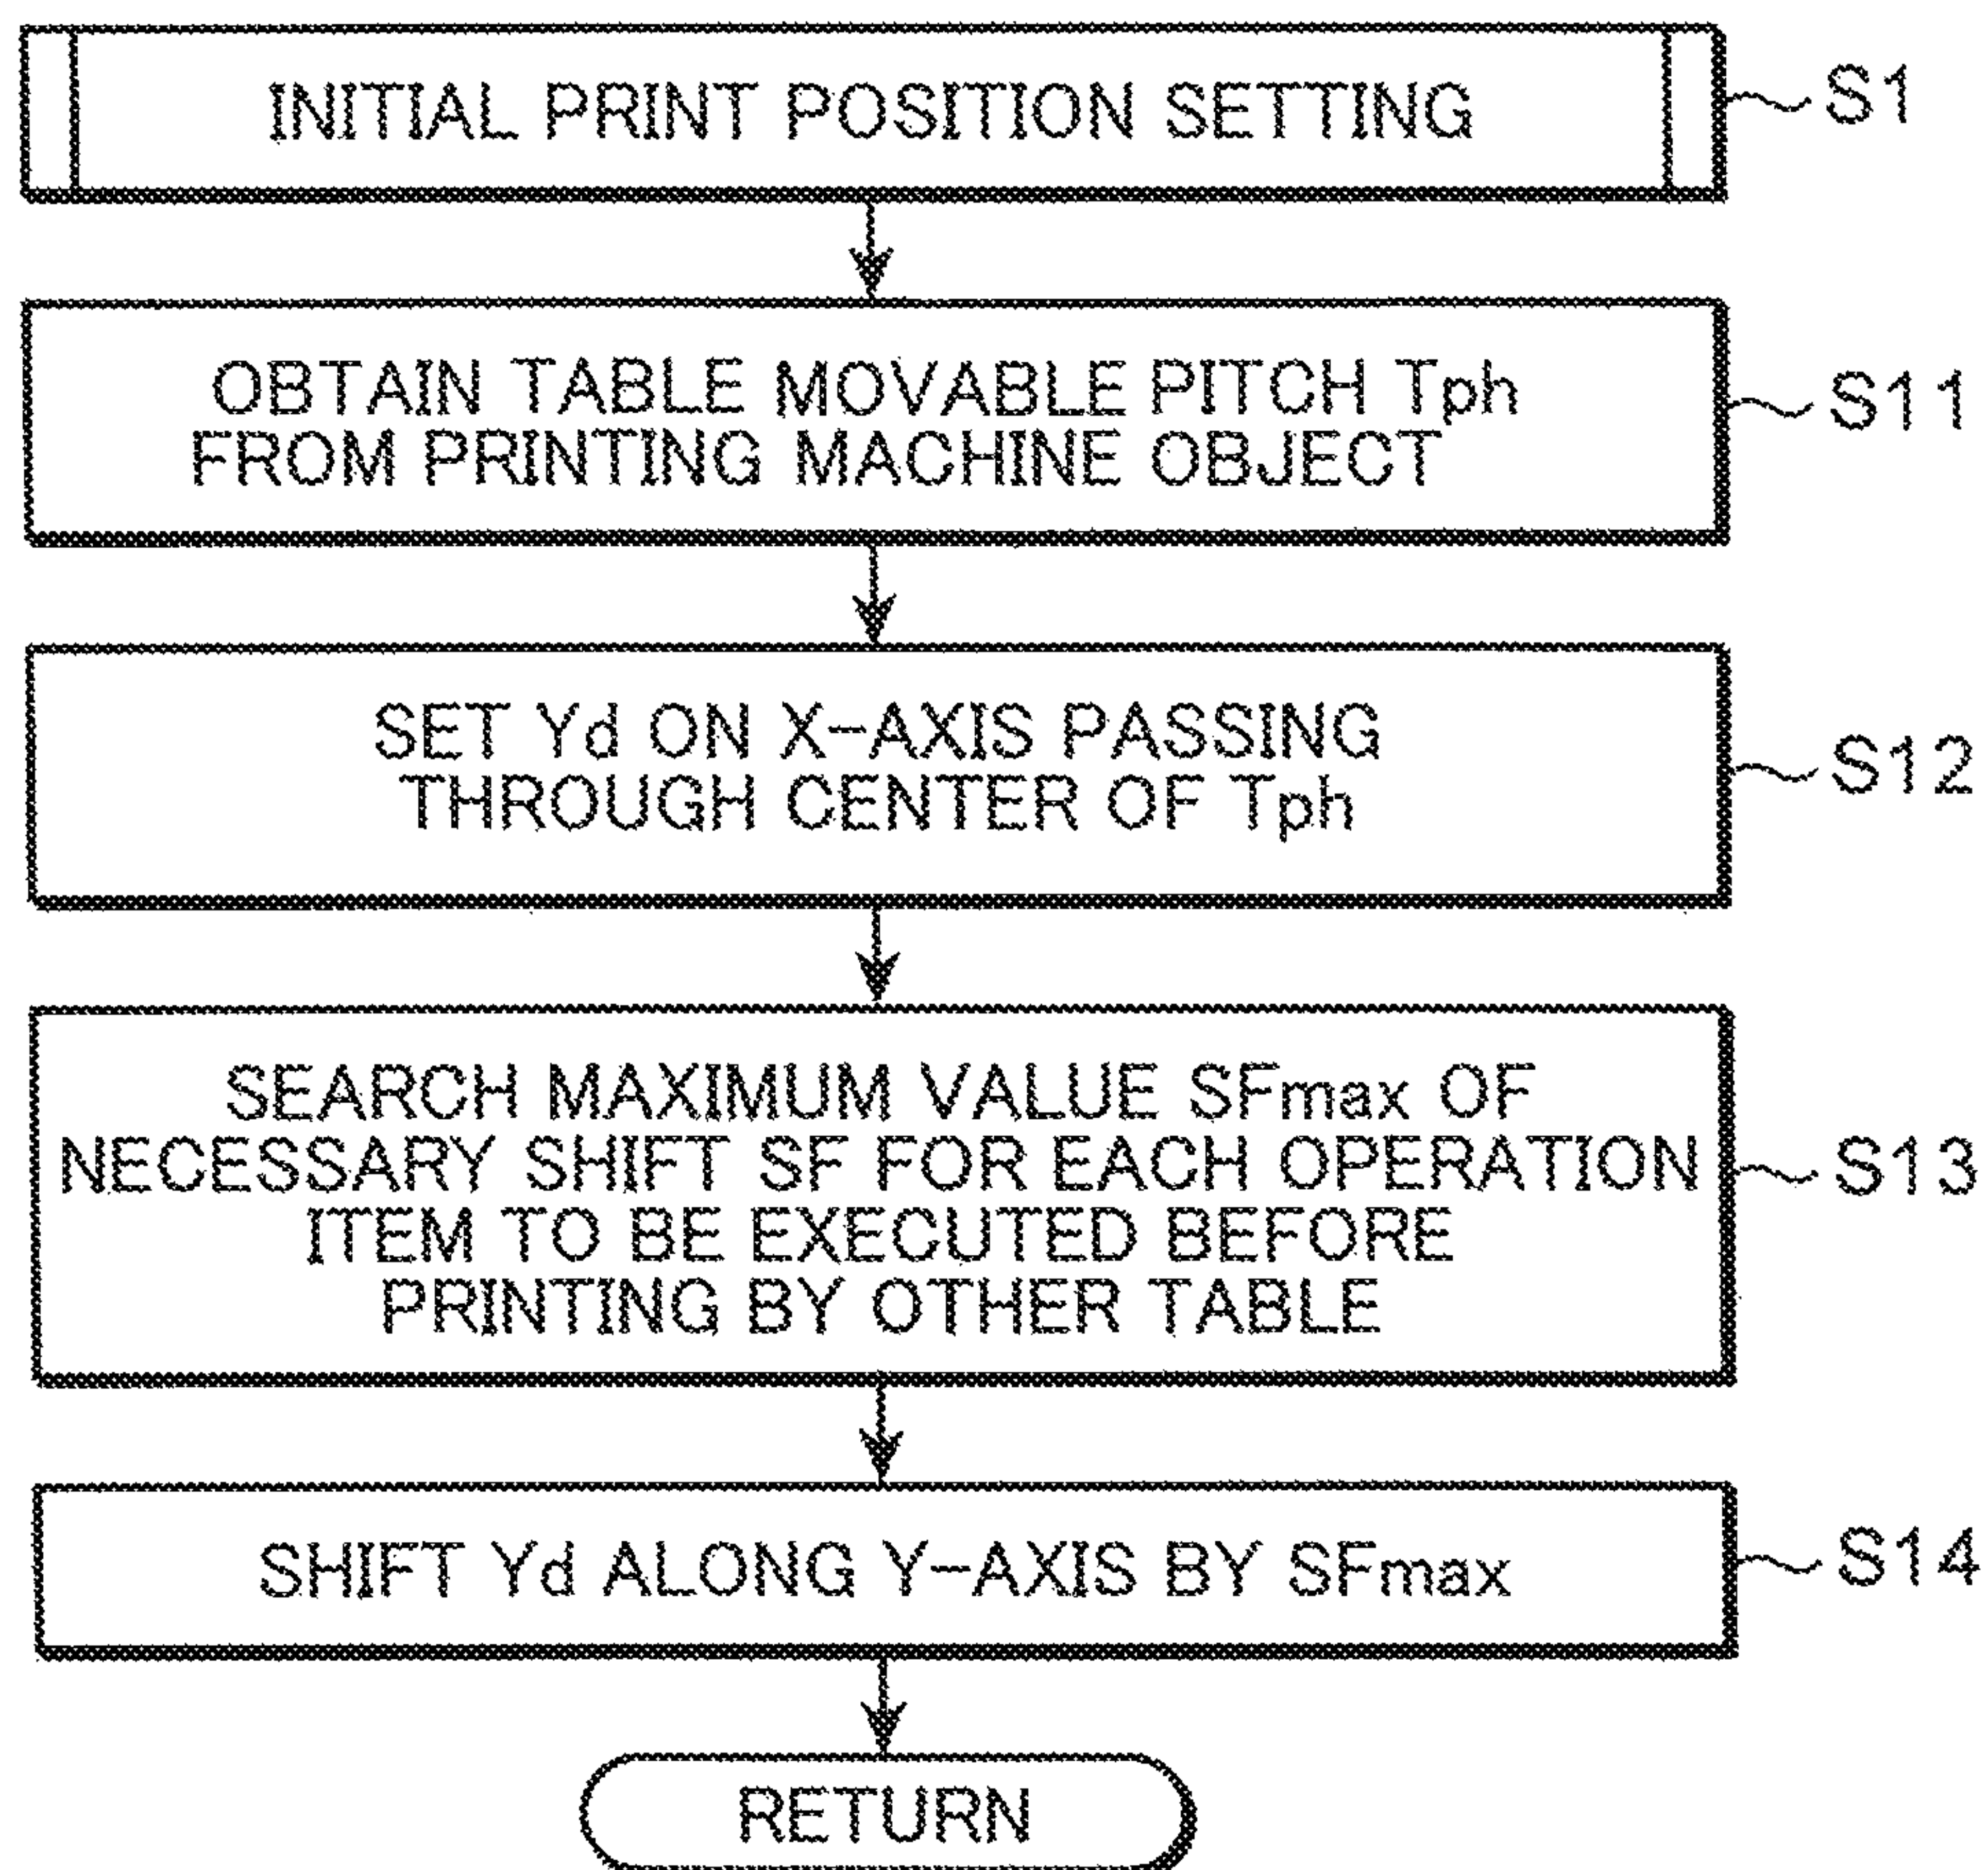 INITIAL PRINT POSITION SETTING
S1
OBTAIN TABLE MOVABLE PITCH Tph
FROM PRINTING MACHINE OBJECT
S11
SET Yd ON X-AXIS PASSING
THROUGH CENTER OF Tph
S12
SEARCH MAXIMUM VALUE SFmax OF
NECESSARY SHIFT SF FOR EACH OPERATION
ITEM TO BE EXECUTED BEFORE
PRINTING BY OTHER TABLE
S13
SHIFT Yd ALONG Y-AXIS BY SFmax
S14
RETURN